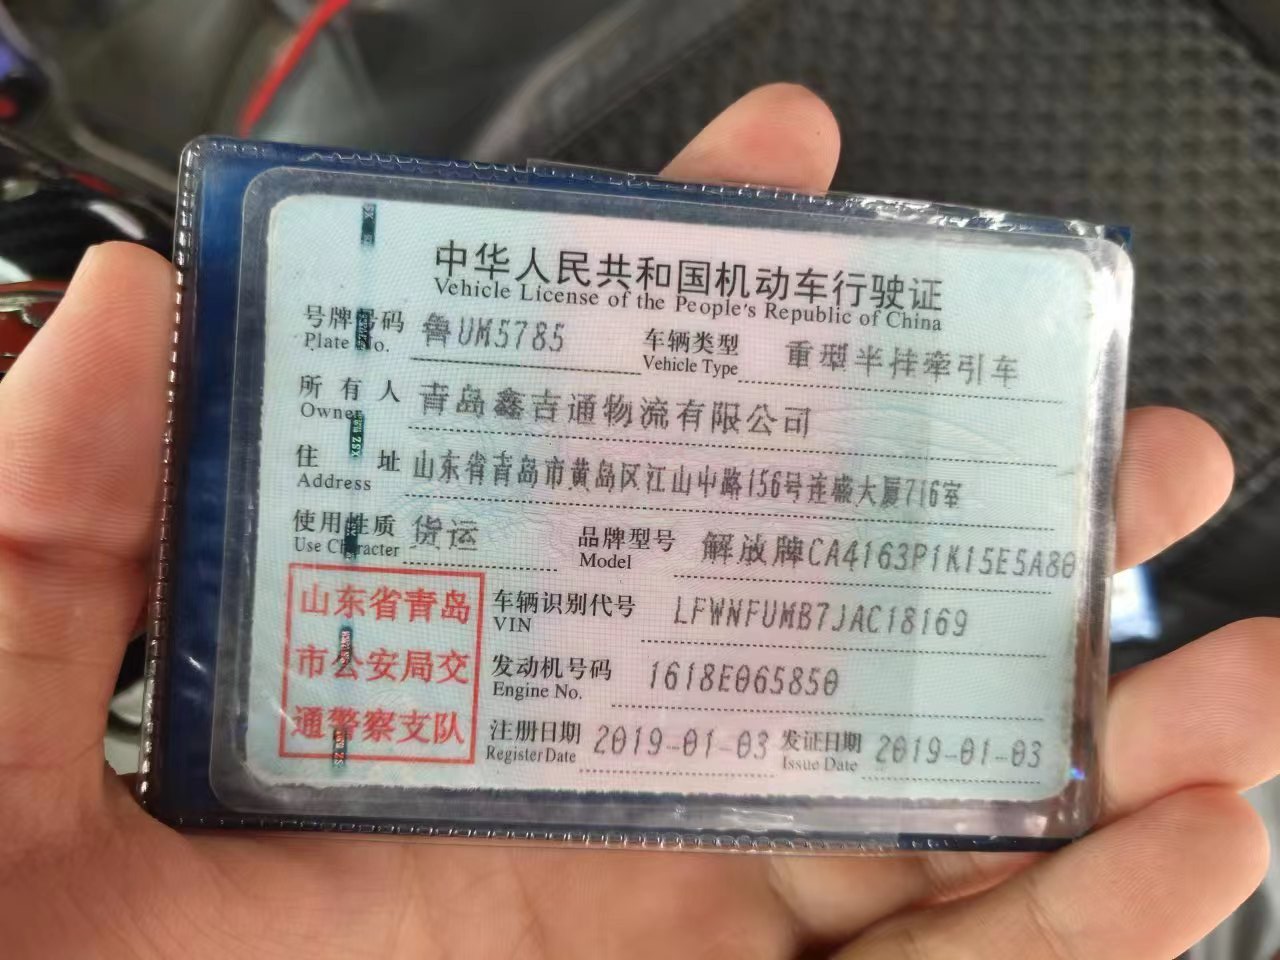 中华人民共和国机动车行驶证
Vehicle License of the People's Republic of China
号牌号码 鲁UM5785 车辆类型 重型半挂牵引车
Plate No. Vehicle Type
所有人 青岛鑫吉通物流有限公司
Owner
住址 山东省青岛市黄岛区江山中路156号连盛大厦716室
Address
使用性质 货运 品牌型号 解放牌CA4163P1K15E5A80
Use Character Model
山东省青岛
市公安局交
通警察支队
车辆识别代号 LFWNFUMB7JAC18169
VIN
发动机号码 1618E065850
Engine No.
注册日期 2019-01-03 发证日期 2019-01-03
Register Date Issue Date